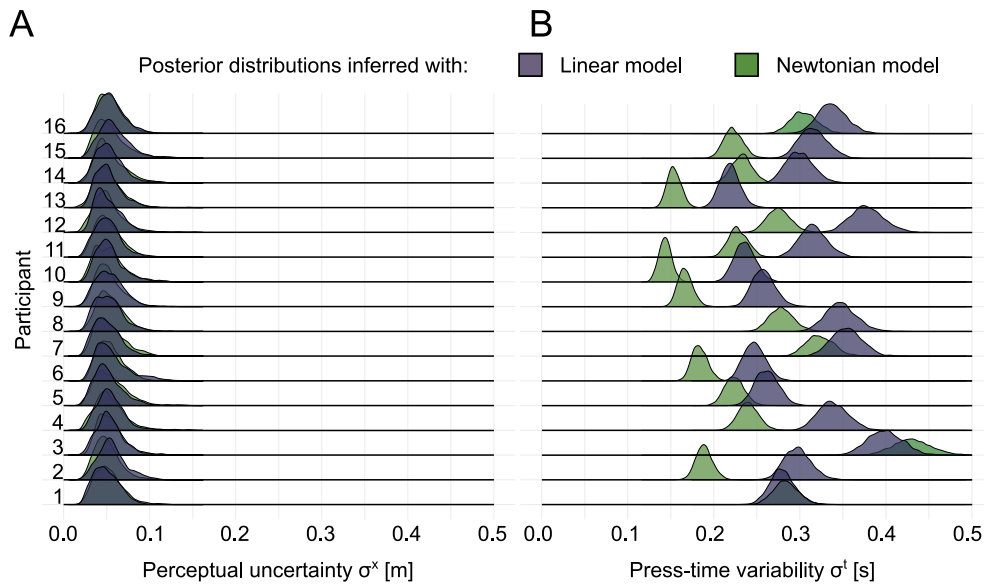 A
B
Posterior distributions inferred with:
Linear model
Newtonian model
Participant
16
15
14
13
12
11
10
9
8
7
6
5
4
3
2
1
0.0 0.1 0.2 0.3 0.4 0.5
0.0 0.1 0.2 0.3 0.4 0.5
Perceptual uncertainty σˣ [m]
Press-time variability σᵗ [s]